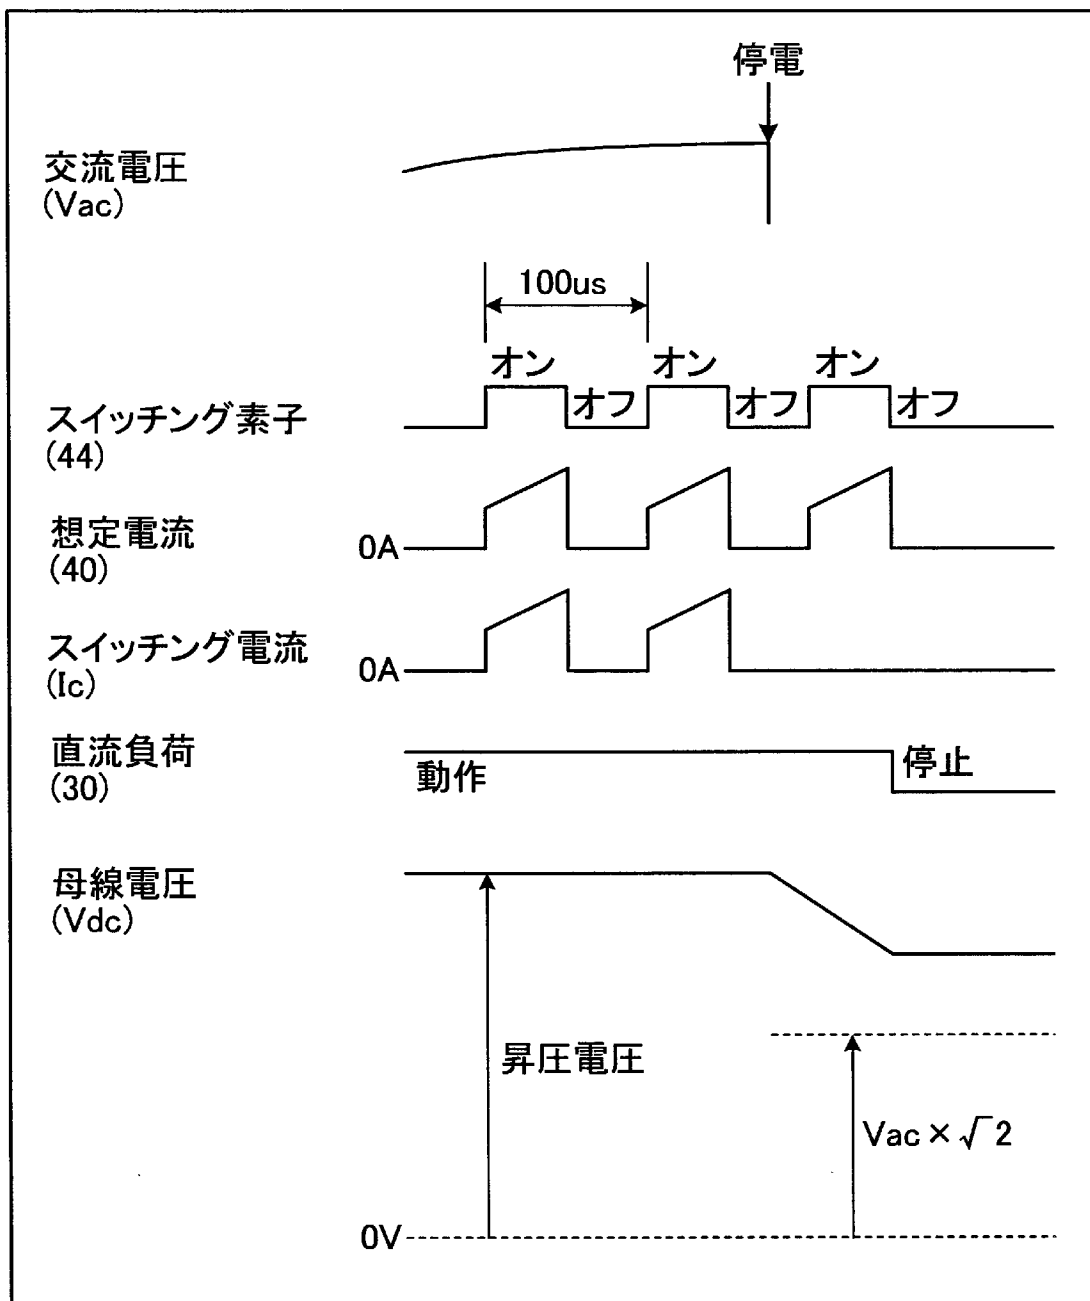 停電
交流電圧
(Vac)
100us
オン オン オン
オフ オフ オフ
スイッチング素子
(44)
想定電流
(40)
0A
スイッチング電流
(Ic)
0A
直流負荷
(30)
動作
停止
母線電圧
(Vdc)
昇圧電圧
Vac×√2
0V